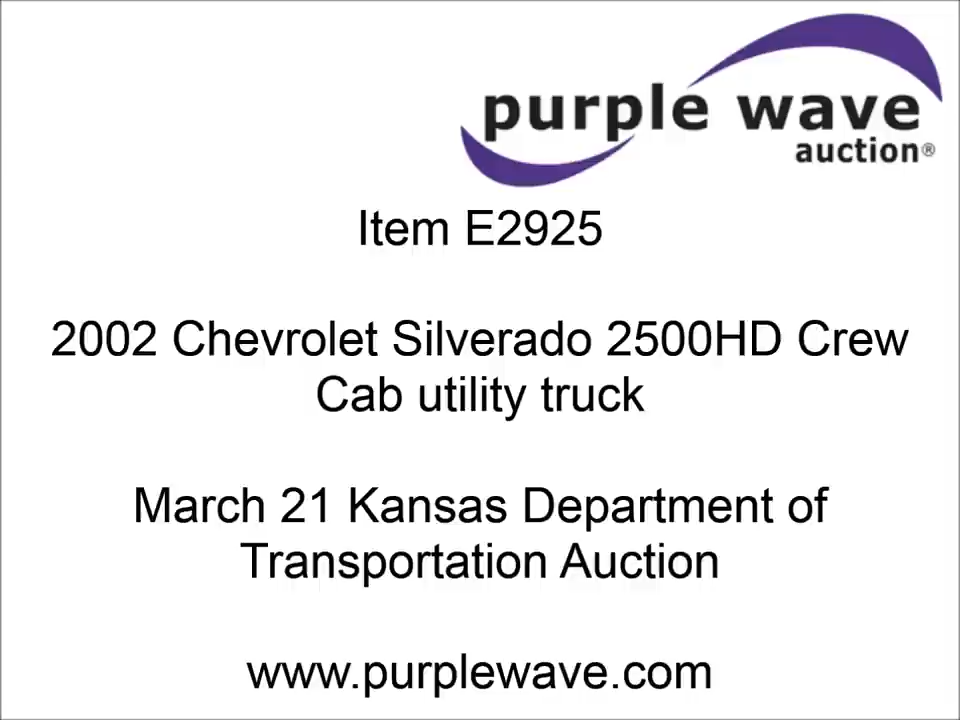 purple wave
auction®
Item E2925
2002 Chevrolet Silverado 2500HD Crew
Cab utility truck
March 21 Kansas Department of
Transportation Auction
www.purplewave.com